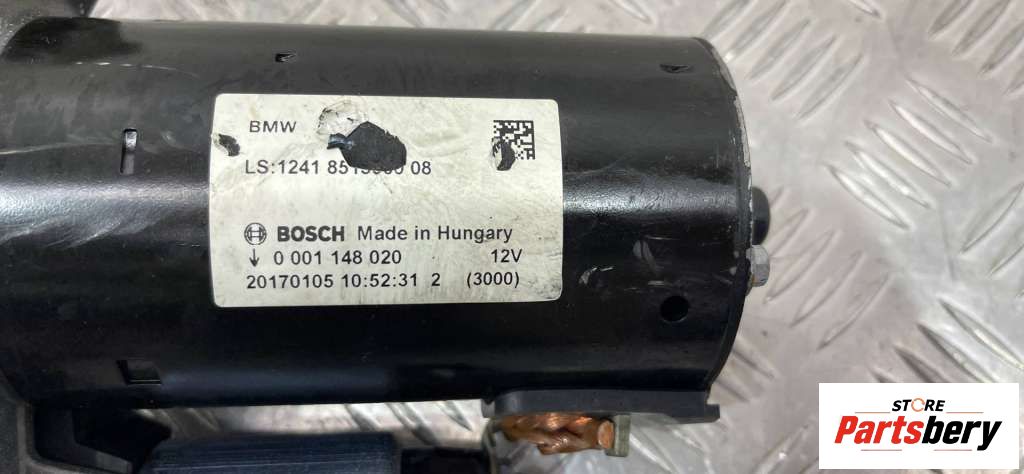 BMW
LS:1241 08
BOSCH Made in Hungary
0 001 148 020 12V
20170105 10:52:31 2 (3000)
STORE
Partsbery